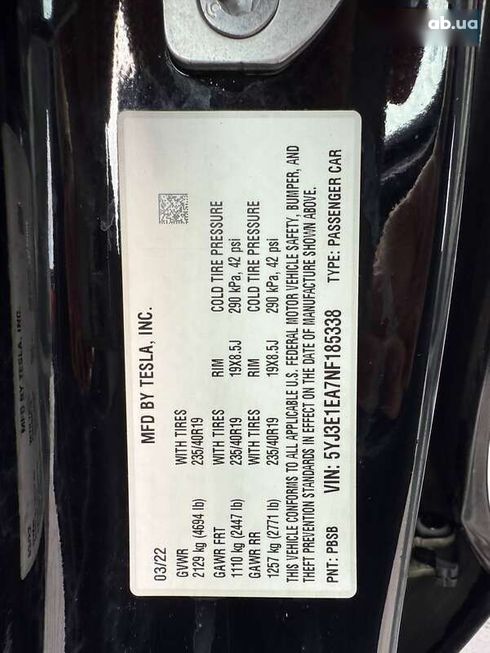 ab.ua
03/22 MFD BY TESLA, INC.
GVWR WITH TIRES RIM COLD TIRE PRESSURE
2129 kg (4694 lb) 235/40R19
GAWR FRT WITH TIRES RIM COLD TIRE PRESSURE
1110 kg (2447 lb) 235/40R19 19X8.5J 290 kPa, 42 psi
GAWR RR WITH TIRES RIM COLD TIRE PRESSURE
1257 kg (2771 lb) 235/40R19 19X8.5J 290 kPa, 42 psi
THIS VEHICLE CONFORMS TO ALL APPLICABLE U.S. FEDERAL MOTOR VEHICLE SAFETY, BUMPER, AND
THEFT PREVENTION STANDARDS IN EFFECT ON THE DATE OF MANUFACTURE SHOWN ABOVE.
PNT: PBSB VIN: 5YJ3E1EA7NF185338 TYPE: PASSENGER CAR